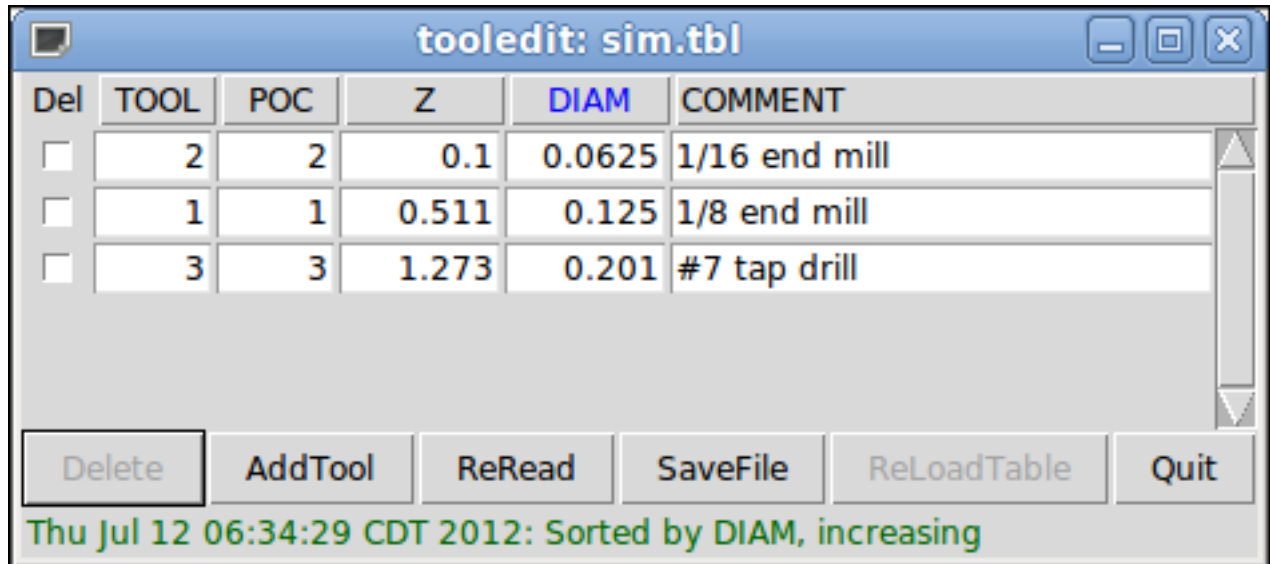 tooledit: sim.tbl
Del TOOL POC Z DIAM COMMENT
2 2 0.1 0.0625 1/16 end mill
1 1 0.511 0.125 1/8 end mill
3 3 1.273 0.201 #7 tap drill
Delete AddTool ReRead SaveFile ReLoadTable Quit
Thu Jul 12 06:34:29 CDT 2012: Sorted by DIAM, increasing